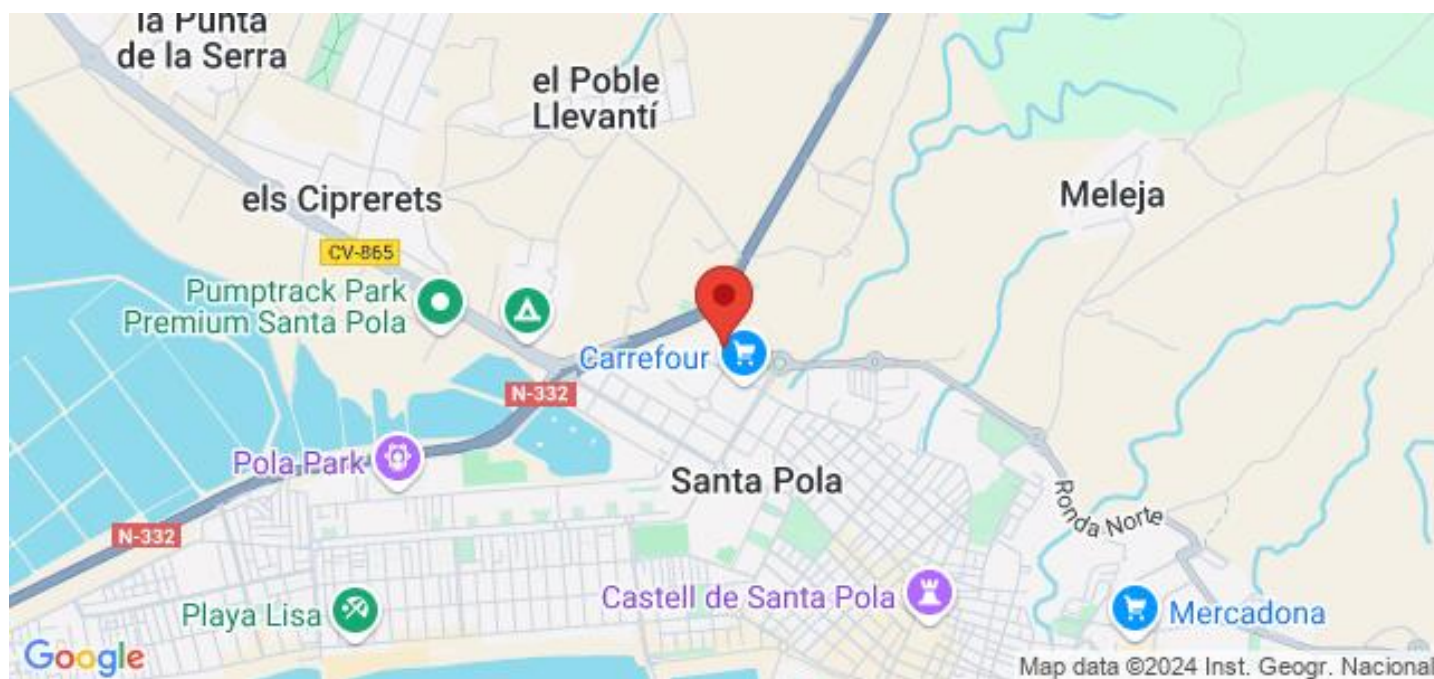 la Punta
de la Serra
el Poble
Llevantí
els Ciprerets
Meleja
CV-865
Pumptrack Park
Premium Santa Pola
Carrefour
N-332
Pola Park
Santa Pola
Ronda Norte
N-332
Castell de Santa Pola
Playa Lisa
Mercadona
Google
Map data ©2024 Inst. Geogr. Nacional